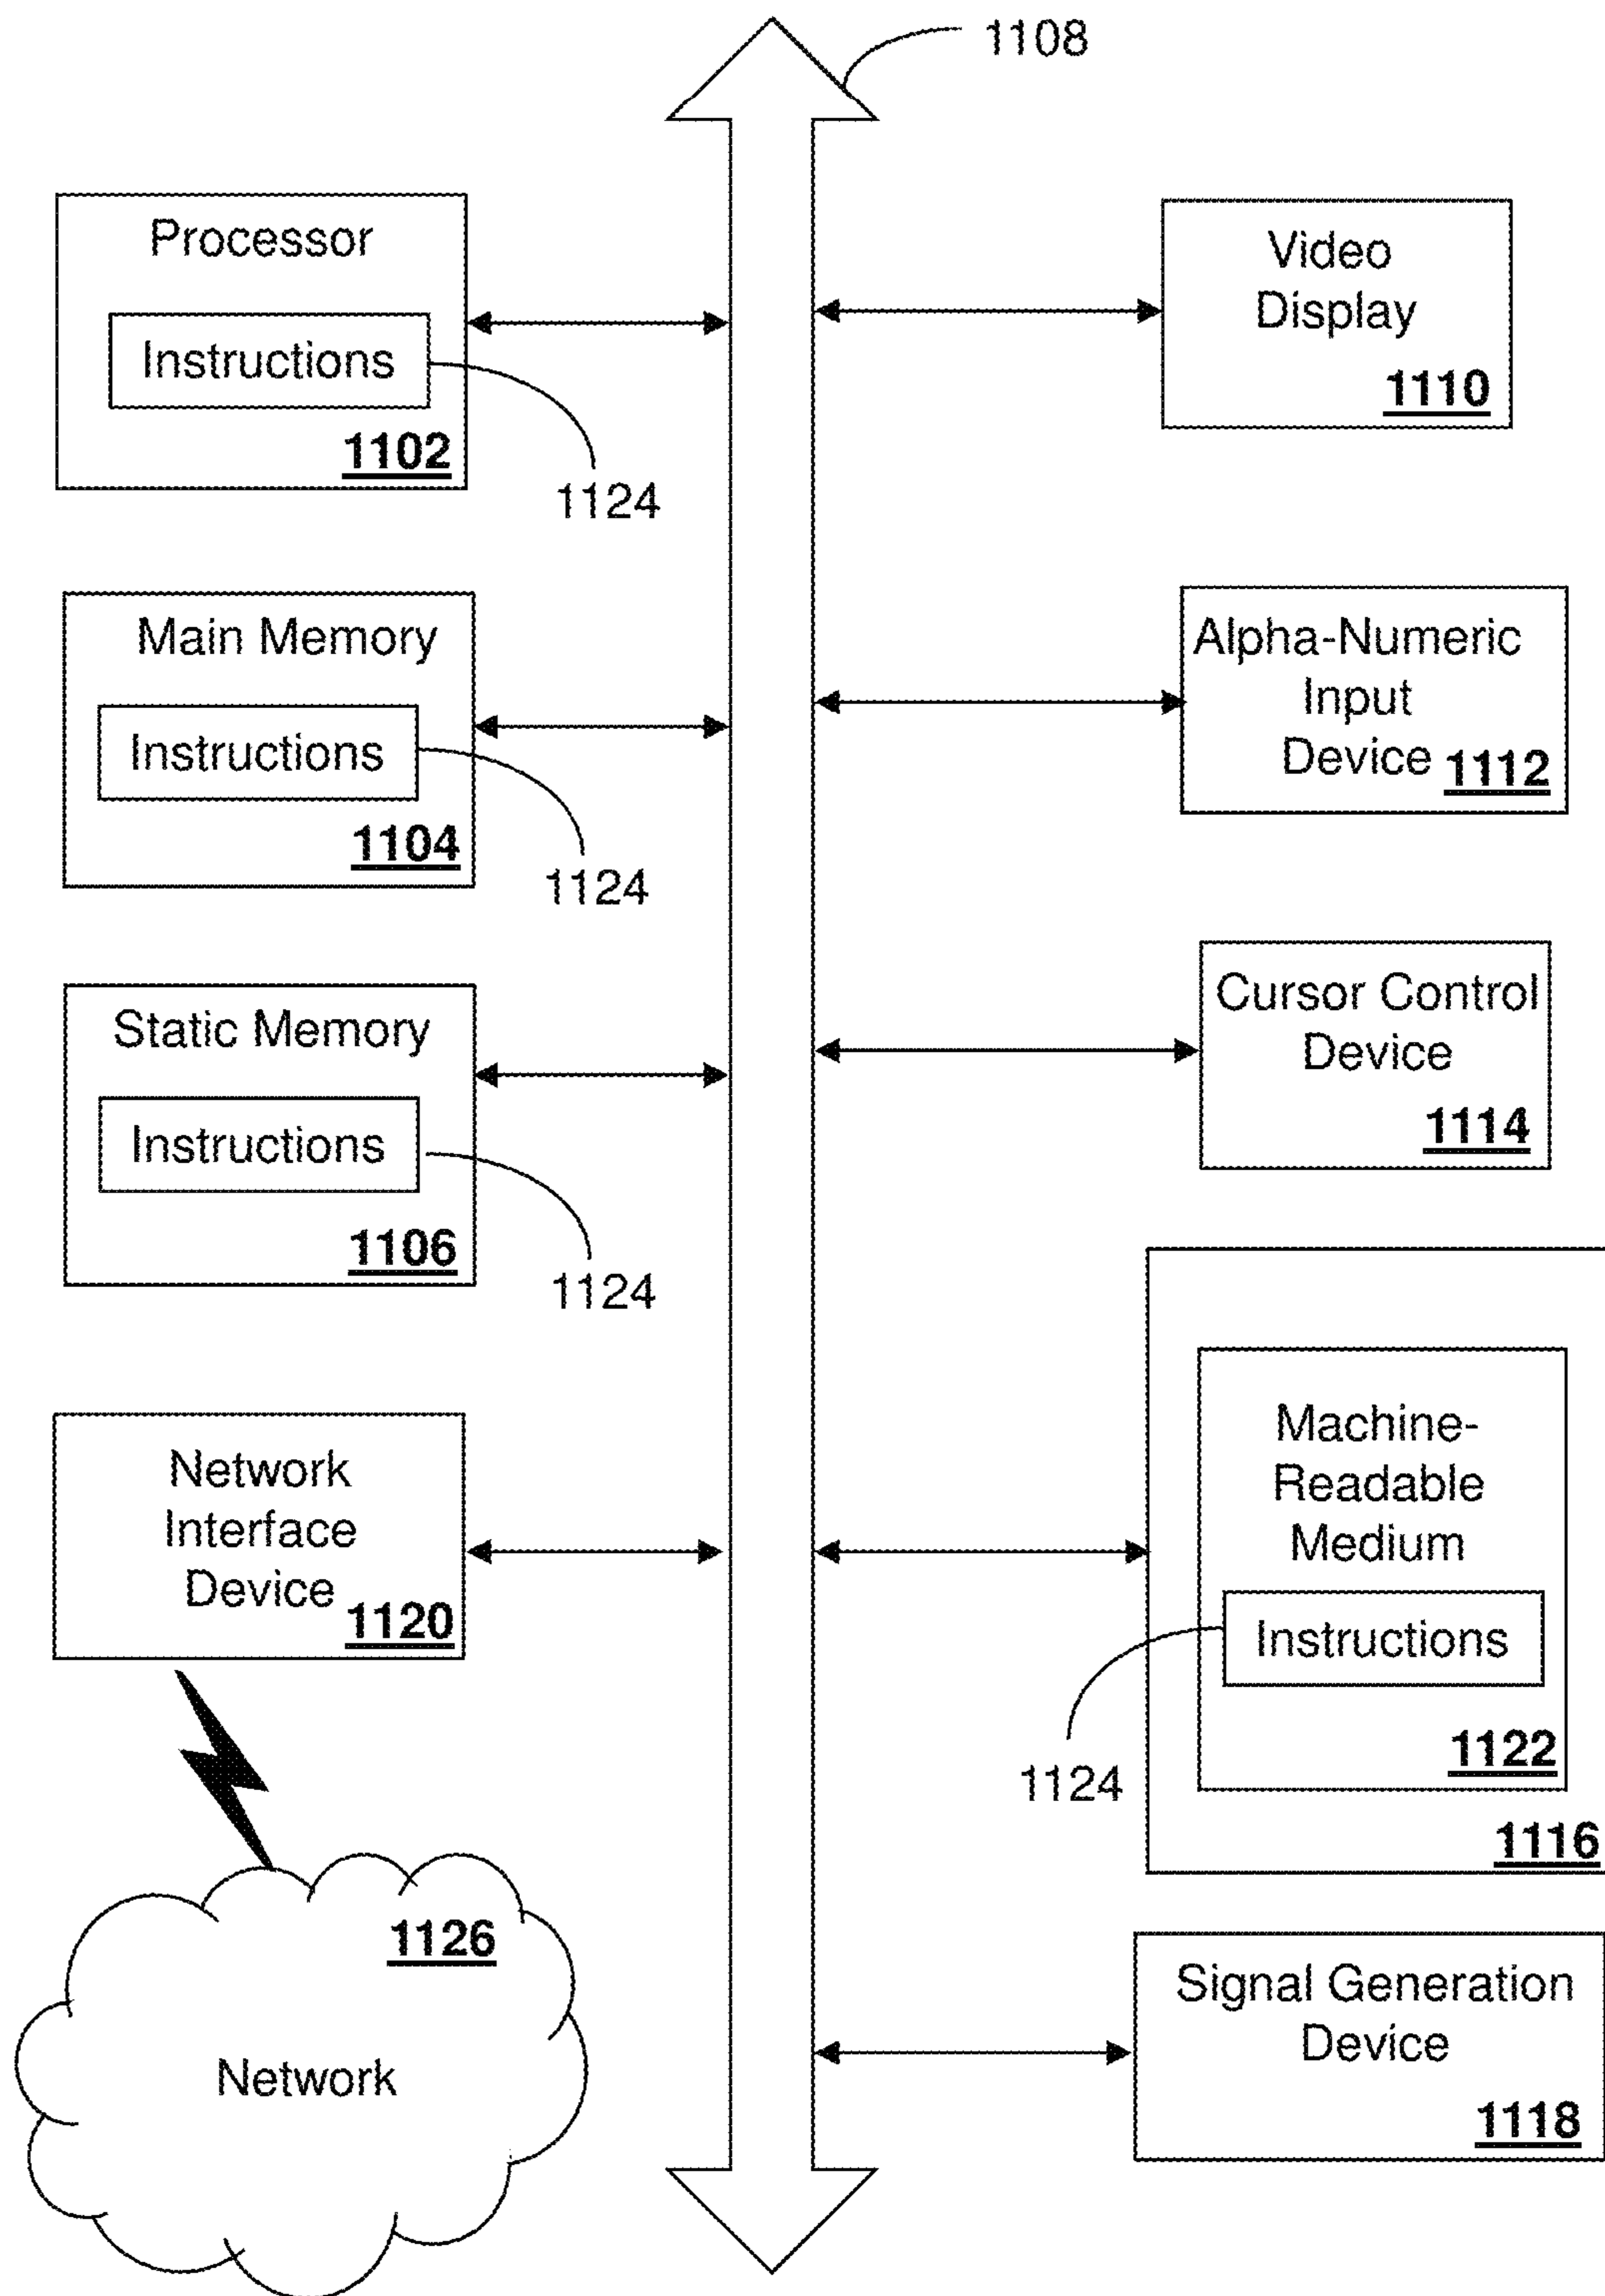 1108
Processor
Instructions
1102
1124
Main Memory
Instructions
1104
1124
Static Memory
Instructions
1106
1124
Network
Interface
Device
1120
1126
Network
Video
Display
1110
Alpha-Numeric
Input
Device
1112
Cursor Control
Device
1114
Machine-
Readable
Medium
Instructions
1122
1124
1116
Signal Generation
Device
1118